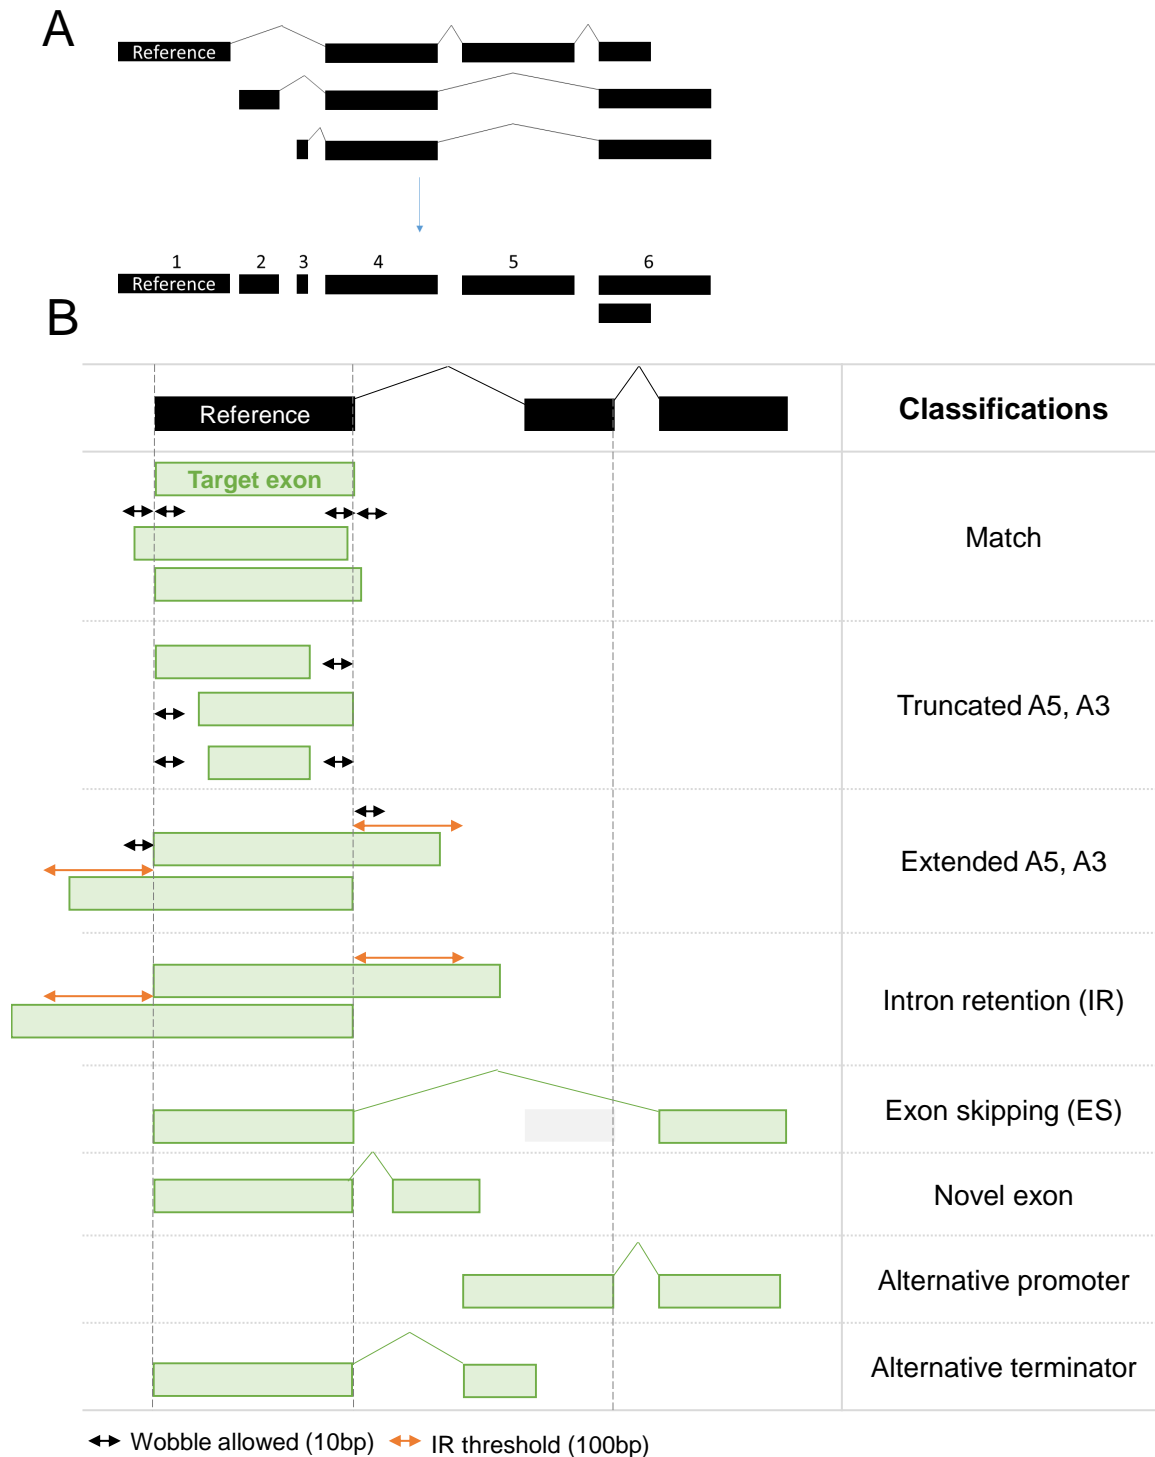 A
Reference
1 2 3 4 5 6
Reference
B
Reference
Classifications
Target exon
Match
Truncated A5, A3
Extended A5, A3
Intron retention (IR)
Exon skipping (ES)
Novel exon
Alternative promoter
Alternative terminator
Wobble allowed (10bp) IR threshold (100bp)